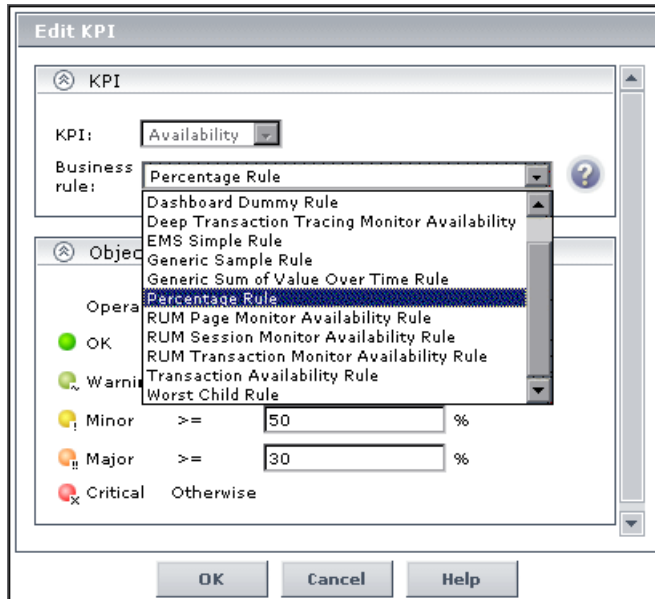 Edit KPI
KPI
KPI: Availability
Business rule: Percentage Rule
Dashboard Dummy Rule
Deep Transaction Tracing Monitor Availability
EMS Simple Rule
Generic Sample Rule
Generic Sum of Value Over Time Rule
Percentage Rule
RUM Page Monitor Availability Rule
RUM Session Monitor Availability Rule
RUM Transaction Monitor Availability Rule
Transaction Availability Rule
Worst Child Rule
Objec
Opera
OK
Warnin
Minor >= 50 %
Major >= 30 %
Critical Otherwise
OK Cancel Help